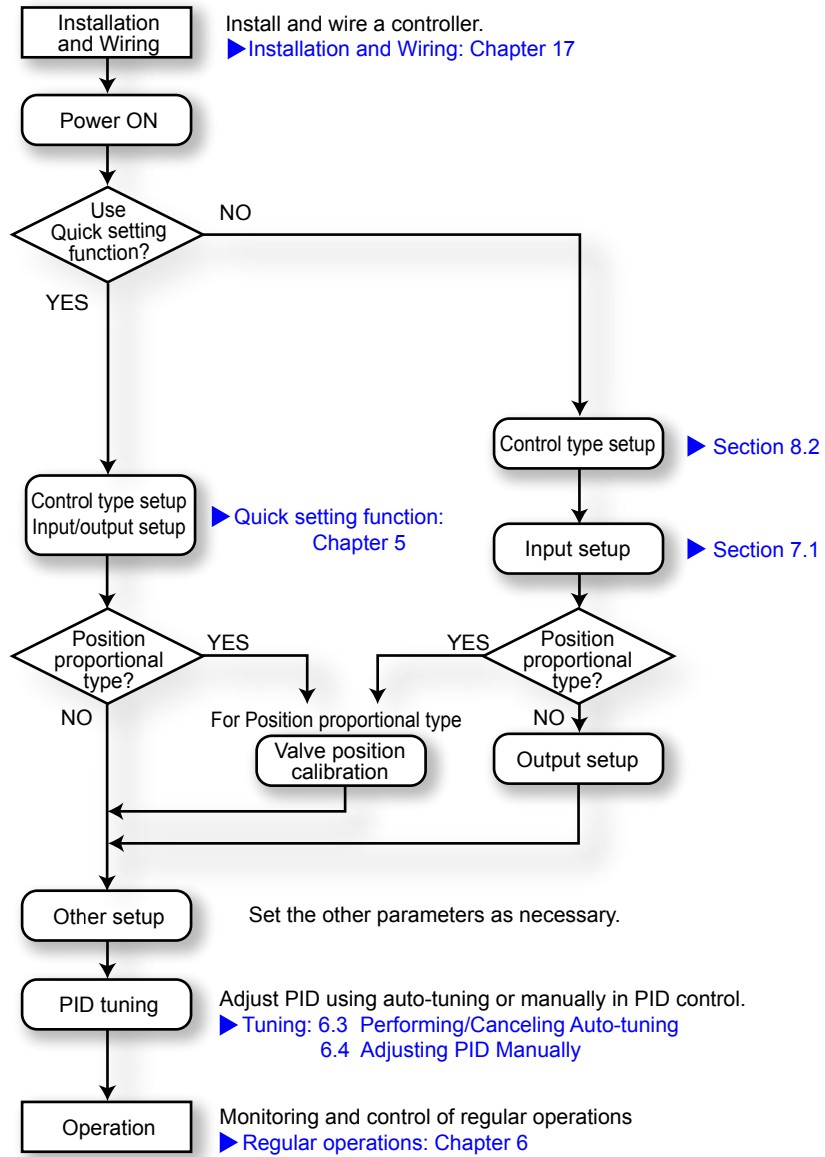 Installation
and Wiring
Install and wire a controller.
▶Installation and Wiring: Chapter 17
Power ON
Use
Quick setting
function?
NO
YES
Control type setup
▶ Section 8.2
Control type setup
Input/output setup
▶Quick setting function:
Chapter 5
Input setup
▶ Section 7.1
Position
proportional
type?
YES
NO
YES
Position
proportional
type?
NO
For Position proportional type
Valve position
calibration
Output setup
Other setup
Set the other parameters as necessary.
PID tuning
Adjust PID using auto-tuning or manually in PID control.
▶Tuning: 6.3 Performing/Canceling Auto-tuning
6.4 Adjusting PID Manually
Operation
Monitoring and control of regular operations
▶Regular operations: Chapter 6